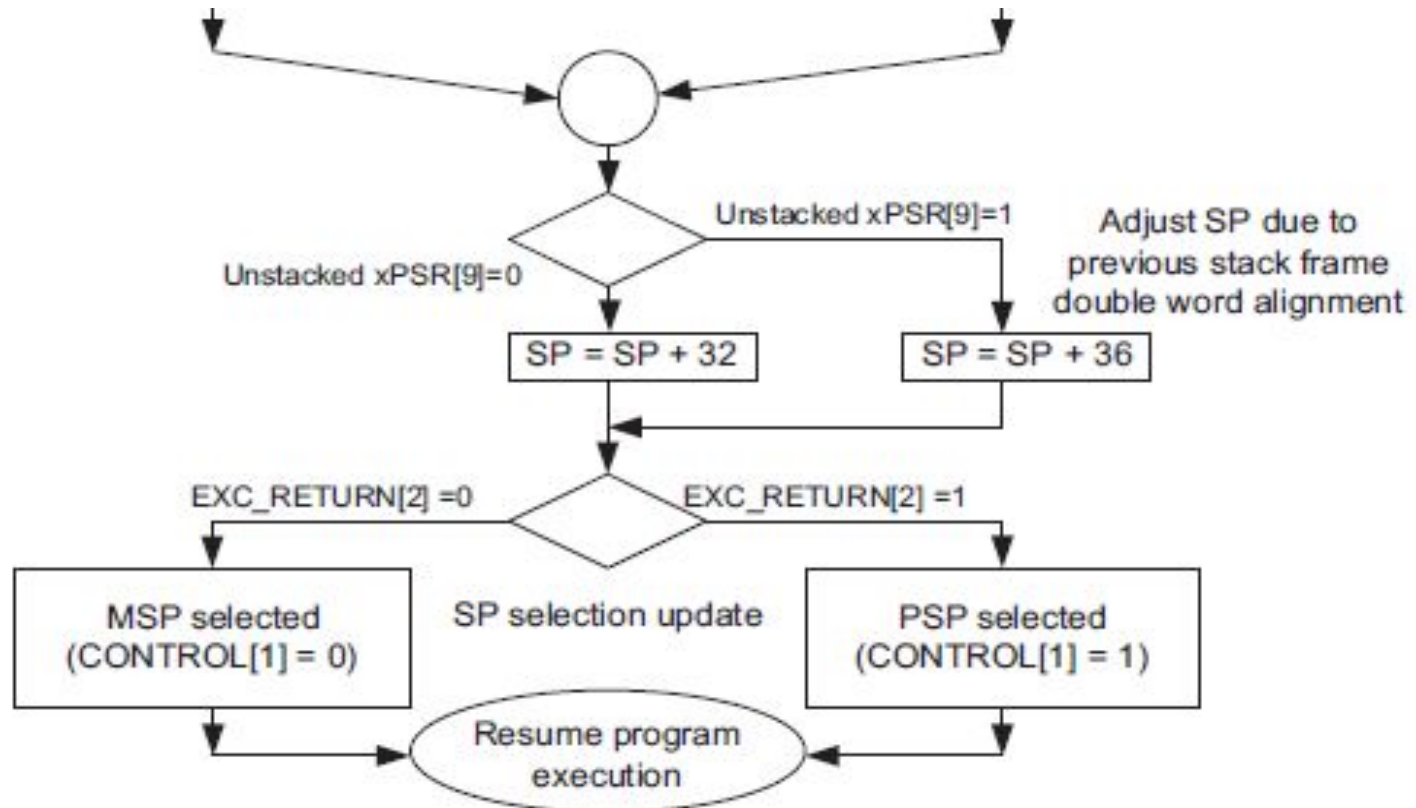 Unstacked xPSR[9]=1
Adjust SP due to
previous stack frame
double word alignment
Unstacked xPSR[9]=0
SP = SP + 32
SP = SP + 36
EXC_RETURN[2] =0
EXC_RETURN[2] =1
MSP selected
(CONTROL[1] = 0)
SP selection update
PSP selected
(CONTROL[1] = 1)
Resume program
execution